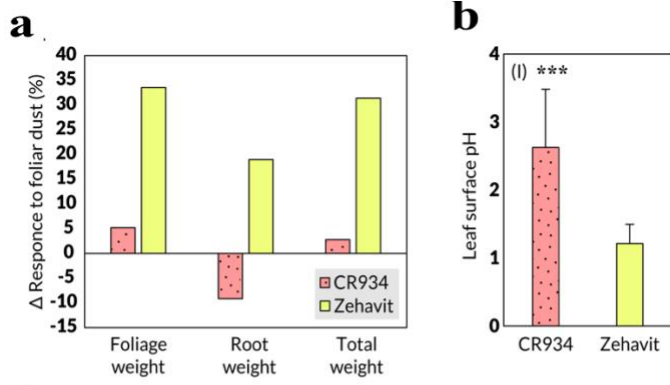 a
Δ Responce to foliar dust (%)
40
35
30
25
20
15
10
5
0
-5
-10
-15
CR934
Zehavit
Foliage weight
Root weight
Total weight
b
Leaf surface pH
4
3
2
1
0
(I) ***
CR934
Zehavit